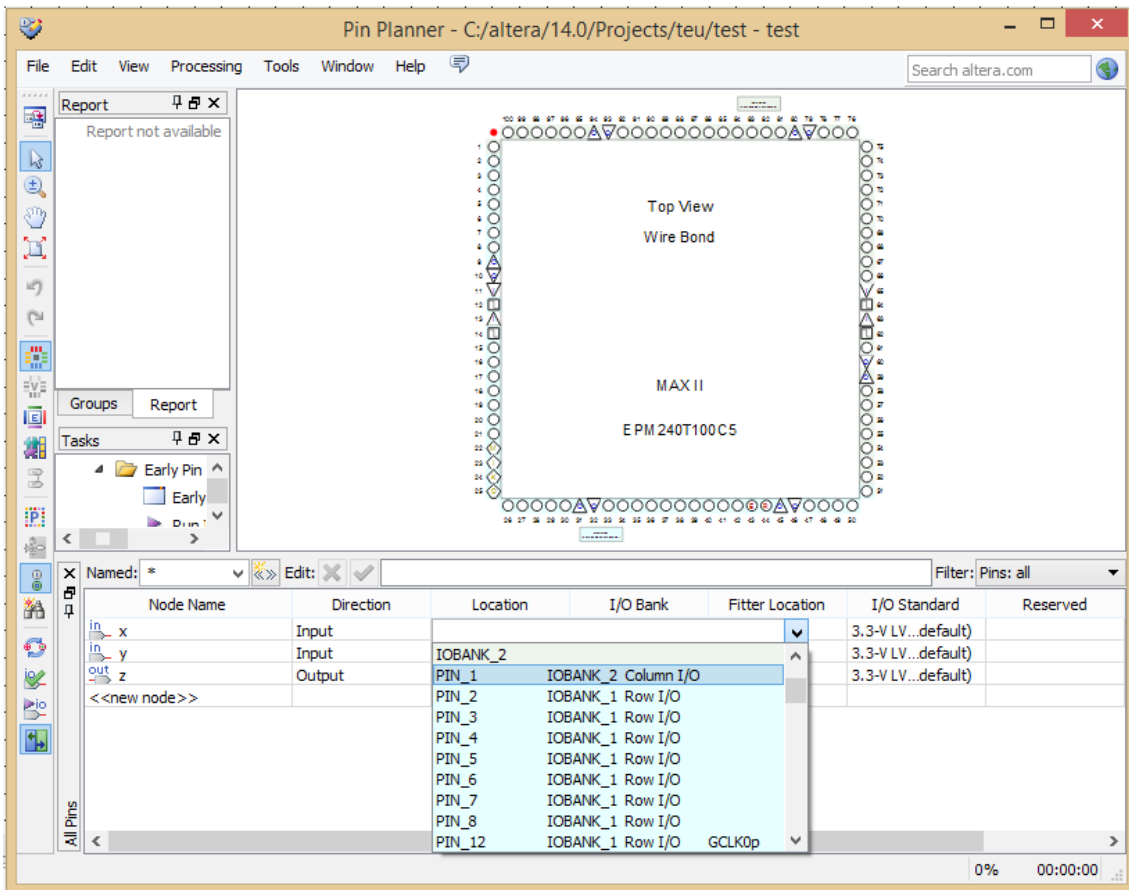 Pin Planner - C:/altera/14.0/Projects/teu/test - test
File Edit View Processing Tools Window Help
Search altera.com
Report
Report not available
Groups Report
Tasks
Early Pin
Early
Top View
Wire Bond
MAX II
EPM240T100C5
Named: * Edit: Filter: Pins: all
Node Name Direction Location I/O Bank Fitter Location I/O Standard Reserved
in x Input 3.3-V LV...default)
in y Input 3.3-V LV...default)
out z Output 3.3-V LV...default)
<<new node>>
IOBANK_2
PIN_1 IOBANK_2 Column I/O
PIN_2 IOBANK_1 Row I/O
PIN_3 IOBANK_1 Row I/O
PIN_4 IOBANK_1 Row I/O
PIN_5 IOBANK_1 Row I/O
PIN_6 IOBANK_1 Row I/O
PIN_7 IOBANK_1 Row I/O
PIN_8 IOBANK_1 Row I/O
PIN_12 IOBANK_1 Row I/O GCLK0p
All Pins
0% 00:00:00